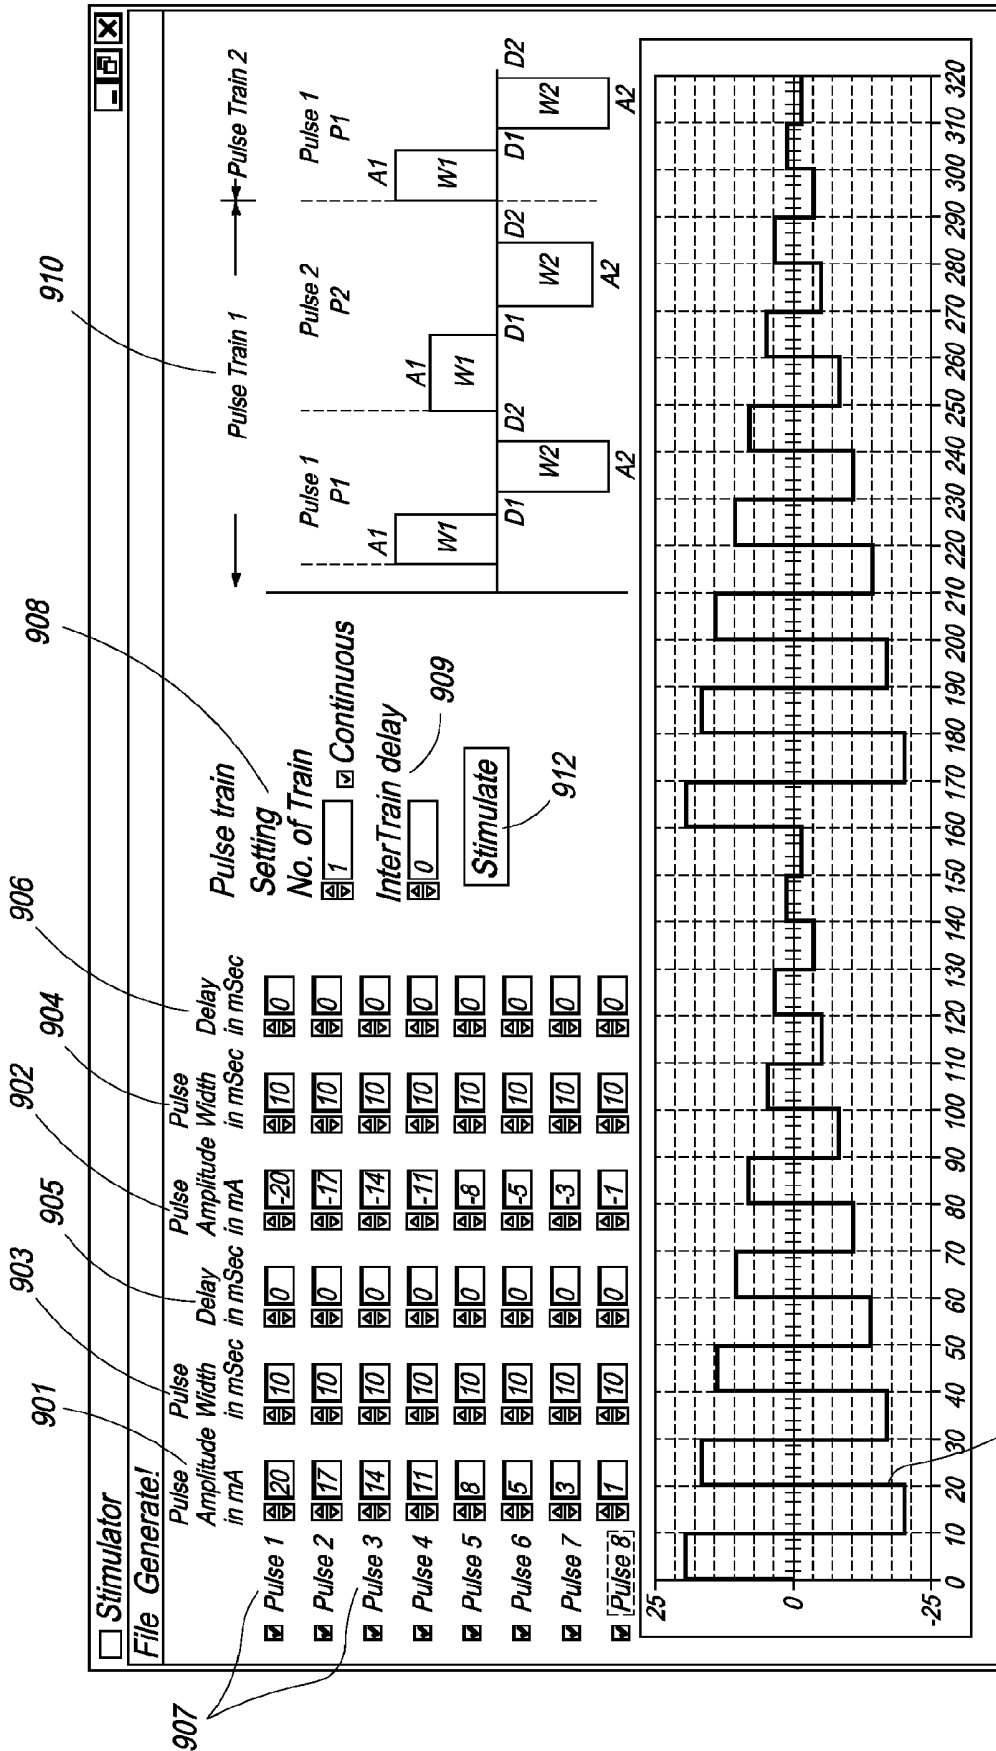 Stimulator
File Generate!
901
903
905
902
904
906
908
910
907
909
912
Pulse Amplitude in mA
Pulse Width in mSec
Delay in mSec
Pulse Amplitude in mA
Pulse Width in mSec
Delay in mSec
Pulse 1 20 10 0 -20 10 0
Pulse 2 17 10 0 -17 10 0
Pulse 3 14 10 0 -14 10 0
Pulse 4 11 10 0 -11 10 0
Pulse 5 8 10 0 -8 10 0
Pulse 6 5 10 0 -5 10 0
Pulse 7 3 10 0 -3 10 0
Pulse 8 1 10 0 -1 10 0
Pulse train
Setting
No. of Train
1 Continuous
InterTrain delay
0
Stimulate
Pulse Train 1 Pulse Train 2
Pulse 1 Pulse 2 Pulse 1
P1 P2 P1
A1 A1 A1
W1 W1 W1
D1 D2 D1 D2 D1 D2
W2 W2 W2
A2 A2 A2
25
0
-25
0 10 20 30 40 50 60 70 80 90 100 110 120 130 140 150 160 170 180 190 200 210 220 230 240 250 260 270 280 290 300 310 320